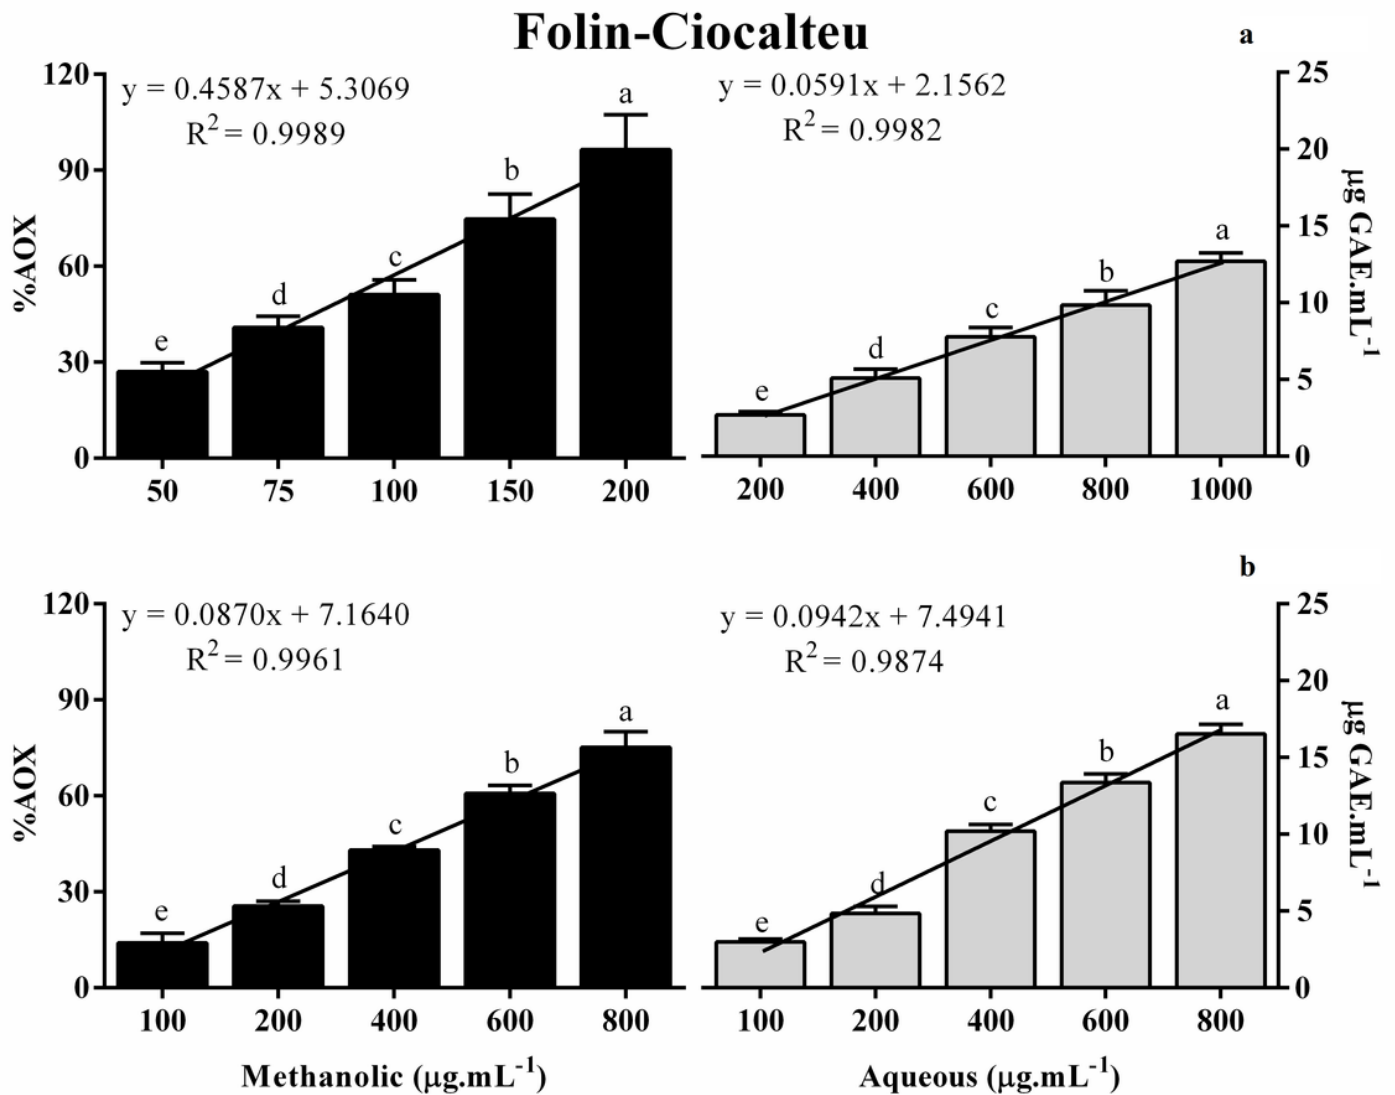 Folin-Ciocalteu
a
120
90
60
30
0
%AOX
y = 0.4587x + 5.3069
R² = 0.9989
e
d
c
b
a
50 75 100 150 200
y = 0.0591x + 2.1562
R² = 0.9982
e
d
c
b
a
200 400 600 800 1000
25
20
15
10
5
0
µg GAE.mL⁻¹
b
120
90
60
30
0
%AOX
y = 0.0870x + 7.1640
R² = 0.9961
e
d
c
b
a
100 200 400 600 800
Methanolic (µg.mL⁻¹)
y = 0.0942x + 7.4941
R² = 0.9874
e
d
c
b
a
100 200 400 600 800
Aqueous (µg.mL⁻¹)
25
20
15
10
5
0
µg GAE.mL⁻¹